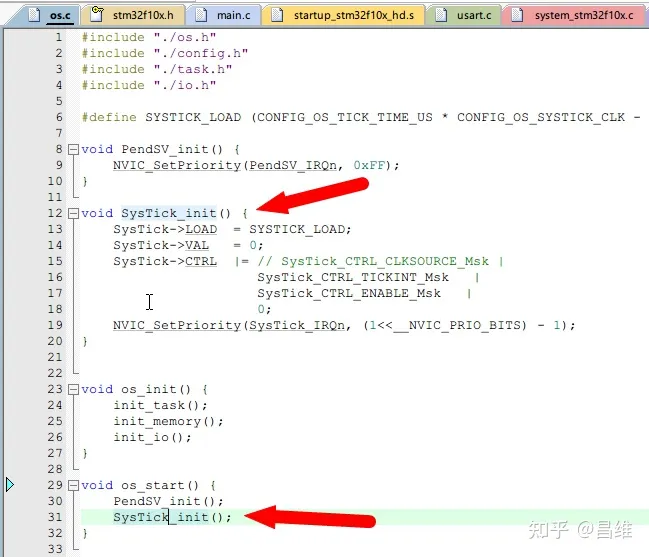 os.c stm32f10x.h main.c startup_stm32f10x_hd.s usart.c system_stm32f10x.c
1 #include "./os.h"
2 #include "./config.h"
3 #include "./task.h"
4 #include "./io.h"
5
6 #define SYSTICK_LOAD (CONFIG_OS_TICK_TIME_US * CONFIG_OS_SYSTICK_CLK -
7
8 void PendSV_init() {
9 NVIC_SetPriority(PendSV_IRQn, 0xFF);
10 }
11
12 void SysTick_init() {
13 SysTick->LOAD = SYSTICK_LOAD;
14 SysTick->VAL = 0;
15 SysTick->CTRL |= // SysTick_CTRL_CLKSOURCE_Msk |
16 SysTick_CTRL_TICKINT_Msk |
17 SysTick_CTRL_ENABLE_Msk |
18 0;
19 NVIC_SetPriority(SysTick_IRQn, (1<<__NVIC_PRIO_BITS) - 1);
20 }
21
22
23 void os_init() {
24 init_task();
25 init_memory();
26 init_io();
27 }
28
29 void os_start() {
30 PendSV_init();
31 SysTick_init();
32 }
33
知乎 @昌维